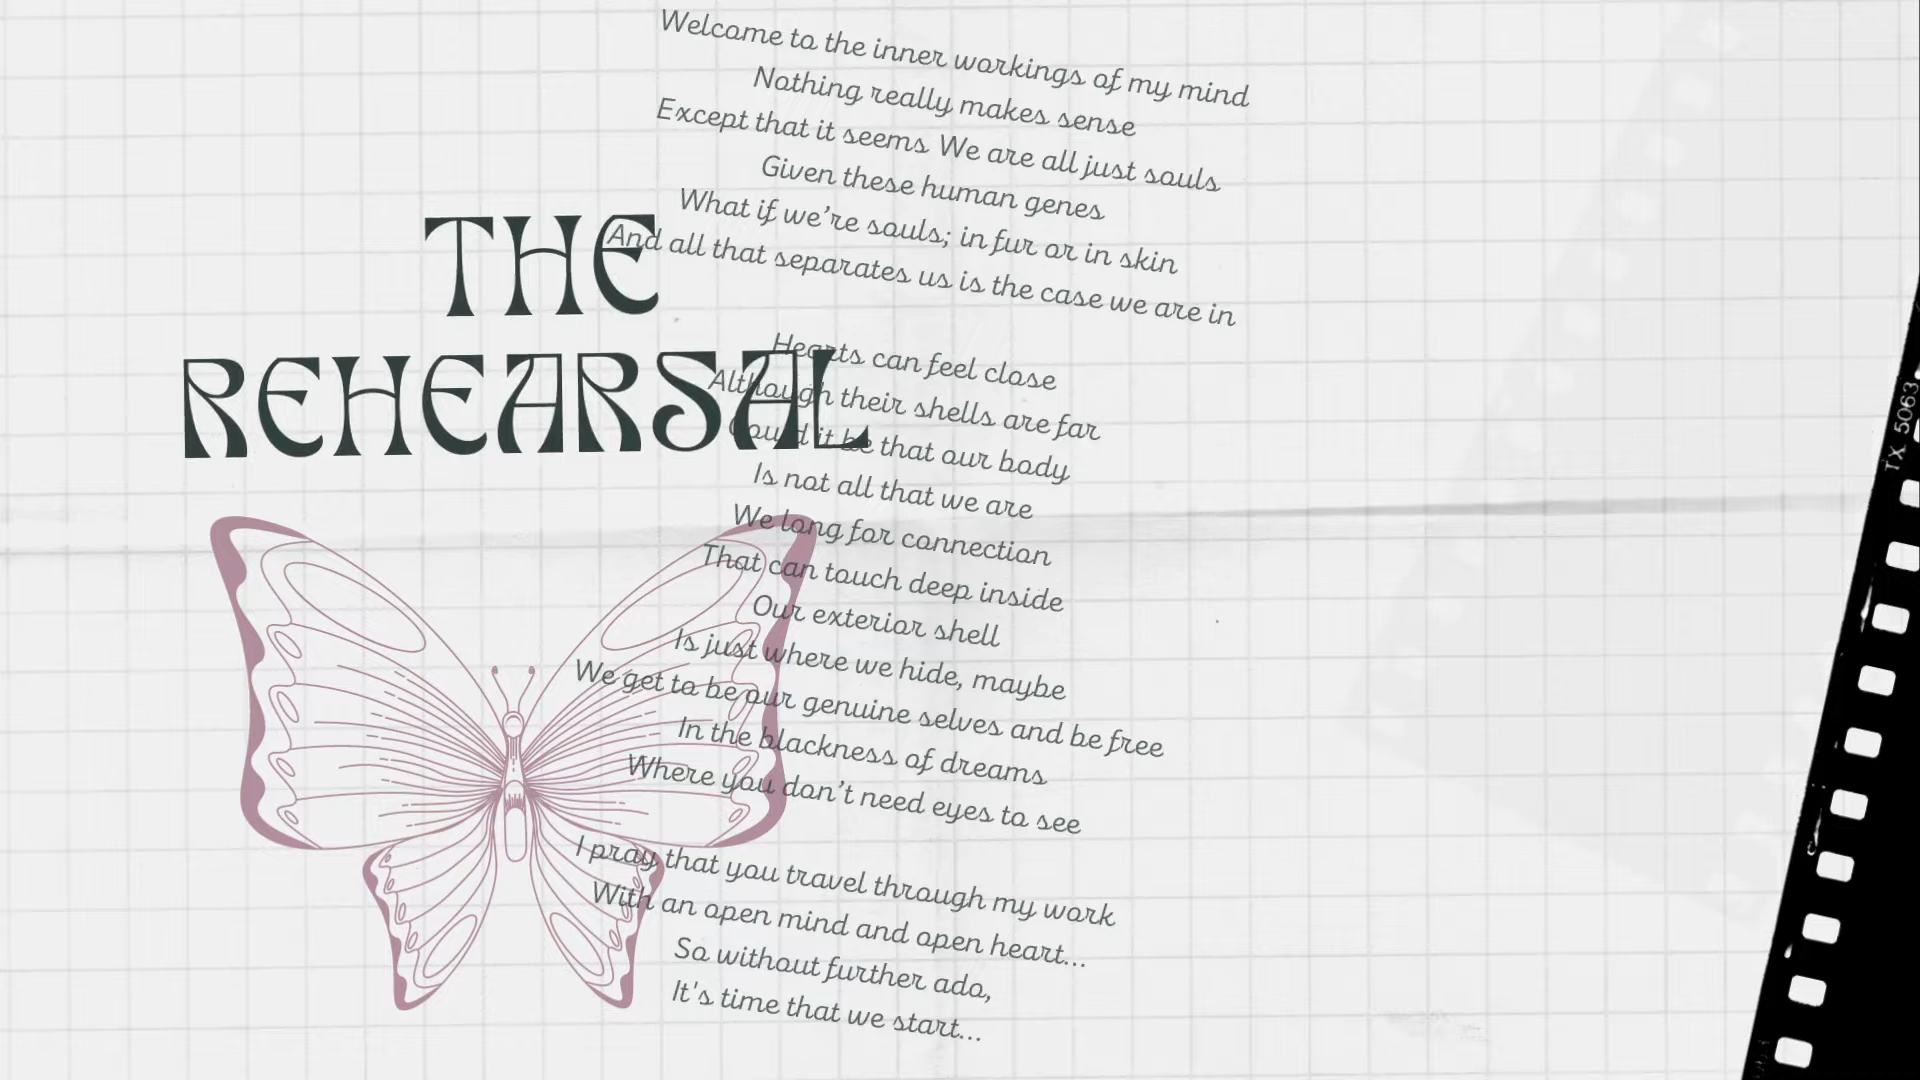 THE
REHEARSAL
Welcome to the inner workings of my mind
Nothing really makes sense
Except that it seems We are all just souls
Given these human genes
What if we’re souls; in fur or in skin
And all that separates us is the case we are in
Hearts can feel close
Although their shells are far
Could it be that our body
Is not all that we are
We long for connection
That can touch deep inside
Our exterior shell
Is just where we hide, maybe
We get to be our genuine selves and be free
In the blackness of dreams
Where you don’t need eyes to see
I pray that you travel through my work
With an open mind and open heart...
So without further ado,
It's time that we start...
TX 5063